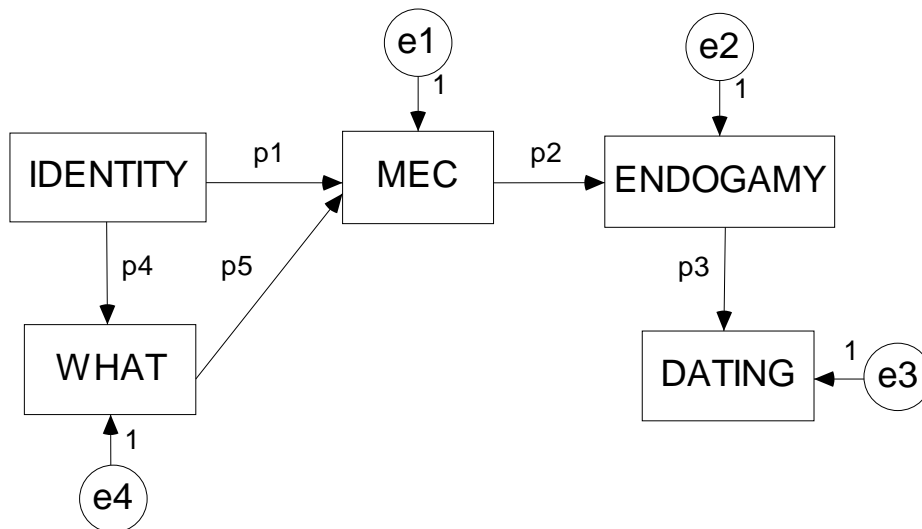 e1
e2
1
1
IDENTITY
p1
MEC
p2
ENDOGAMY
p4
p5
p3
WHAT
DATING
1
e3
1
e4